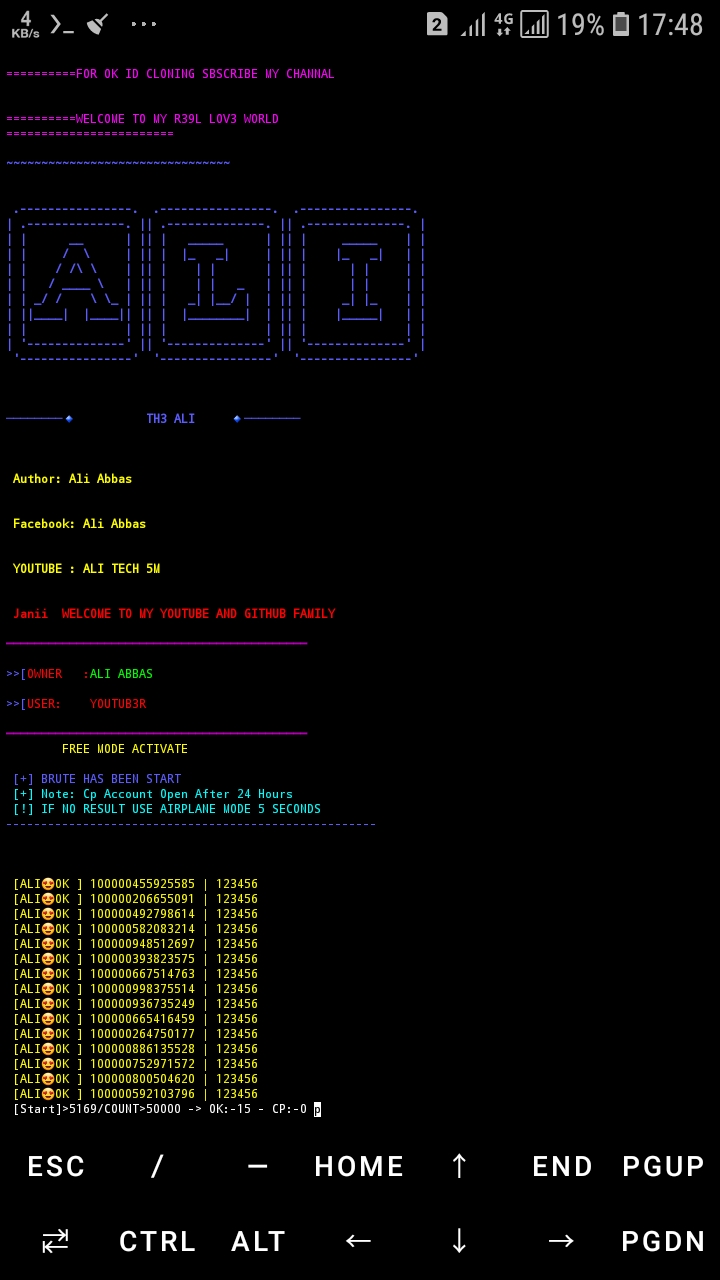 4 KB/s >_ ... 2 4G 19% 17:48
==========FOR OK ID CLONING SBSCRIBE MY CHANNAL
==========WELCOME TO MY R39L LOV3 WORLD
========================
~~~~~~~~~~~~~~~~~~~~~~~~~~~~~~~~
ALI
TH3 ALI
Author: Ali Abbas
Facebook: Ali Abbas
YOUTUBE : ALI TECH 5M
Janii  WELCOME TO MY YOUTUBE AND GITHUB FAMILY
>>[OWNER   :ALI ABBAS
>>[USER:    YOUTUB3R
FREE MODE ACTIVATE
[+] BRUTE HAS BEEN START
[+] Note: Cp Account Open After 24 Hours
[!] IF NO RESULT USE AIRPLANE MODE 5 SECONDS
-----------------------------------------------------
[ALI😍OK ] 100000455925585 | 123456
[ALI😍OK ] 100000206655091 | 123456
[ALI😍OK ] 100000492798614 | 123456
[ALI😍OK ] 100000582083214 | 123456
[ALI😍OK ] 100000948512697 | 123456
[ALI😍OK ] 100000393823575 | 123456
[ALI😍OK ] 100000667514763 | 123456
[ALI😍OK ] 100000998375514 | 123456
[ALI😍OK ] 100000936735249 | 123456
[ALI😍OK ] 100000665416459 | 123456
[ALI😍OK ] 100000264750177 | 123456
[ALI😍OK ] 100000886135528 | 123456
[ALI😍OK ] 100000752971572 | 123456
[ALI😍OK ] 100000800504620 | 123456
[ALI😍OK ] 100000592103796 | 123456
[Start]>5169/COUNT>50000 -> OK:-15 - CP:-0 p
ESC / — HOME ↑ END PGUP
CTRL ALT ← ↓ → PGDN